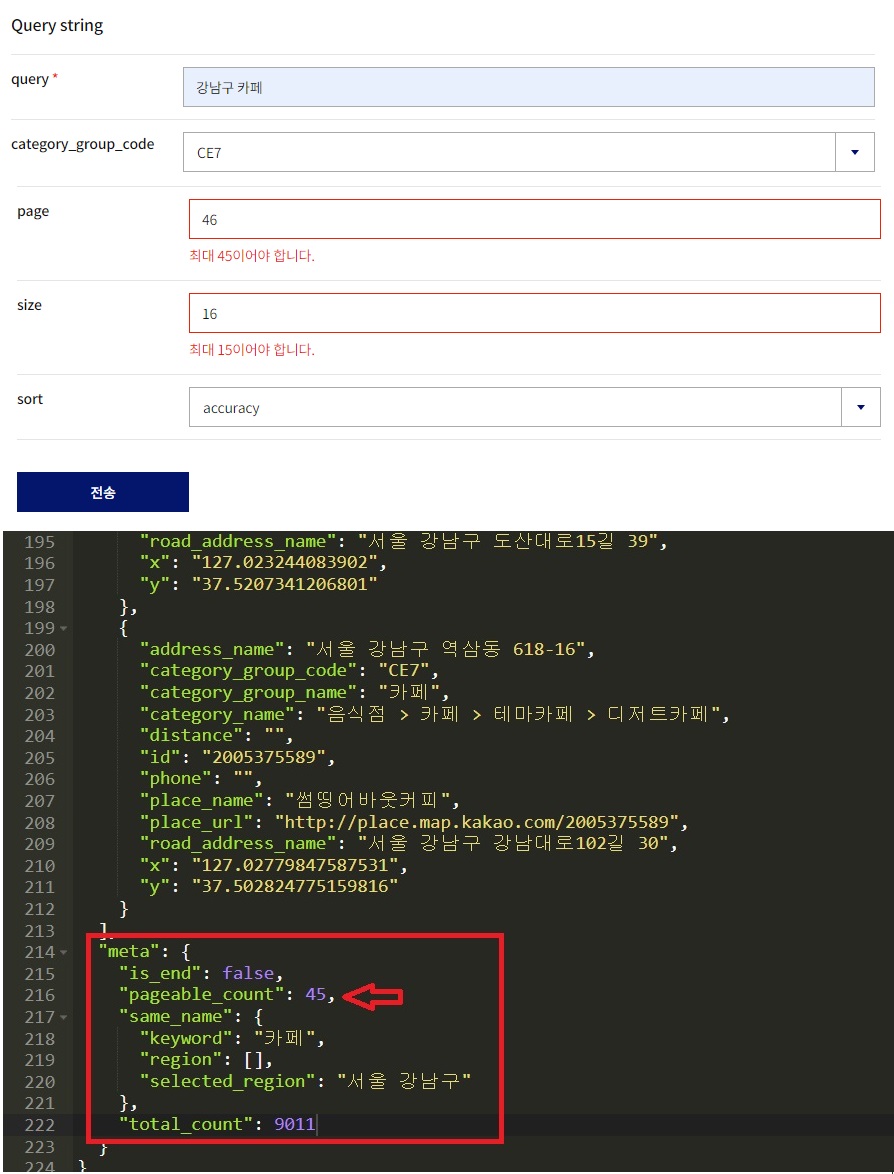 Query string
query *
강남구 카페
category_group_code
CE7
page
46
최대 45이어야 합니다.
size
16
최대 15이어야 합니다.
sort
accuracy
전송
195 "road_address_name": "서울 강남구 도산대로15길 39",
196 "x": "127.023244083902",
197 "y": "37.5207341206801"
198 },
199 {
200 "address_name": "서울 강남구 역삼동 618-16",
201 "category_group_code": "CE7",
202 "category_group_name": "카페",
203 "category_name": "음식점 > 카페 > 테마카페 > 디저트카페",
204 "distance": "",
205 "id": "2005375589",
206 "phone": "",
207 "place_name": "썸띵어바웃커피",
208 "place_url": "http://place.map.kakao.com/2005375589",
209 "road_address_name": "서울 강남구 강남대로102길 30",
210 "x": "127.02779847587531",
211 "y": "37.502824775159816"
212 }
213 ],
214 "meta": {
215 "is_end": false,
216 "pageable_count": 45,
217 "same_name": {
218 "keyword": "카페",
219 "region": [],
220 "selected_region": "서울 강남구"
221 },
222 "total_count": 9011
223 }
224 }